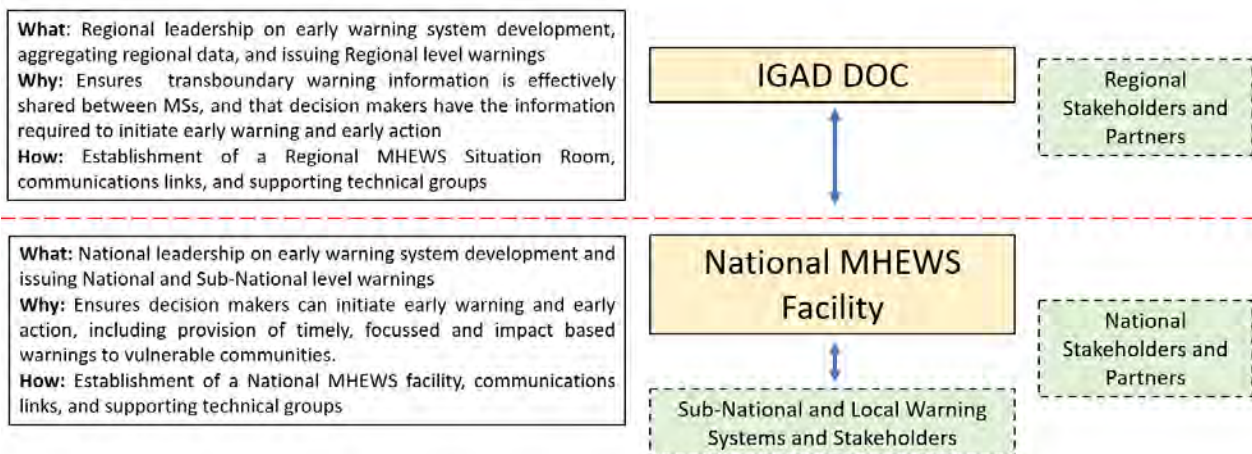 What: Regional leadership on early warning system development,
aggregating regional data, and issuing Regional level warnings
Why: Ensures transboundary warning information is effectively
shared between MSs, and that decision makers have the information
required to initiate early warning and early action
How: Establishment of a Regional MHEWS Situation Room,
communications links, and supporting technical groups
IGAD DOC
Regional
Stakeholders and
Partners
What: National leadership on early warning system development and
issuing National and Sub-National level warnings
Why: Ensures decision makers can initiate early warning and early
action, including provision of timely, focussed and impact based
warnings to vulnerable communities.
How: Establishment of a National MHEWS facility, communications
links, and supporting technical groups
National MHEWS
Facility
National
Stakeholders and
Partners
Sub-National and Local Warning
Systems and Stakeholders